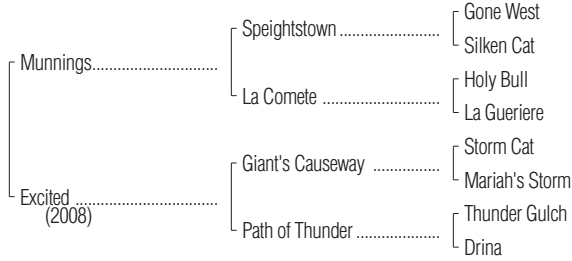 Gone West
Speightstown
Silken Cat
Munnings
Holy Bull
La Comete
La Gueriere
Storm Cat
Giant's Causeway
Mariah's Storm
Excited
(2008)
Thunder Gulch
Path of Thunder
Drina